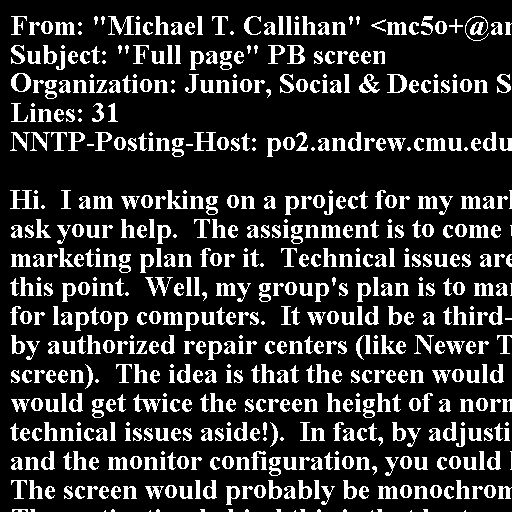 From: "Michael T. Callihan" <mc5o+@an
Subject: "Full page" PB screen
Organization: Junior, Social & Decision S
Lines: 31
NNTP-Posting-Host: po2.andrew.cmu.edu

Hi.  I am working on a project for my mar
ask your help.  The assignment is to come
marketing plan for it.  Technical issues are
this point.  Well, my group's plan is to ma
for laptop computers.  It would be a third-
by authorized repair centers (like Newer T
screen).  The idea is that the screen would
would get twice the screen height of a nor
technical issues aside!).  In fact, by adjusti
and the monitor configuration, you could
The screen would probably be monochrom